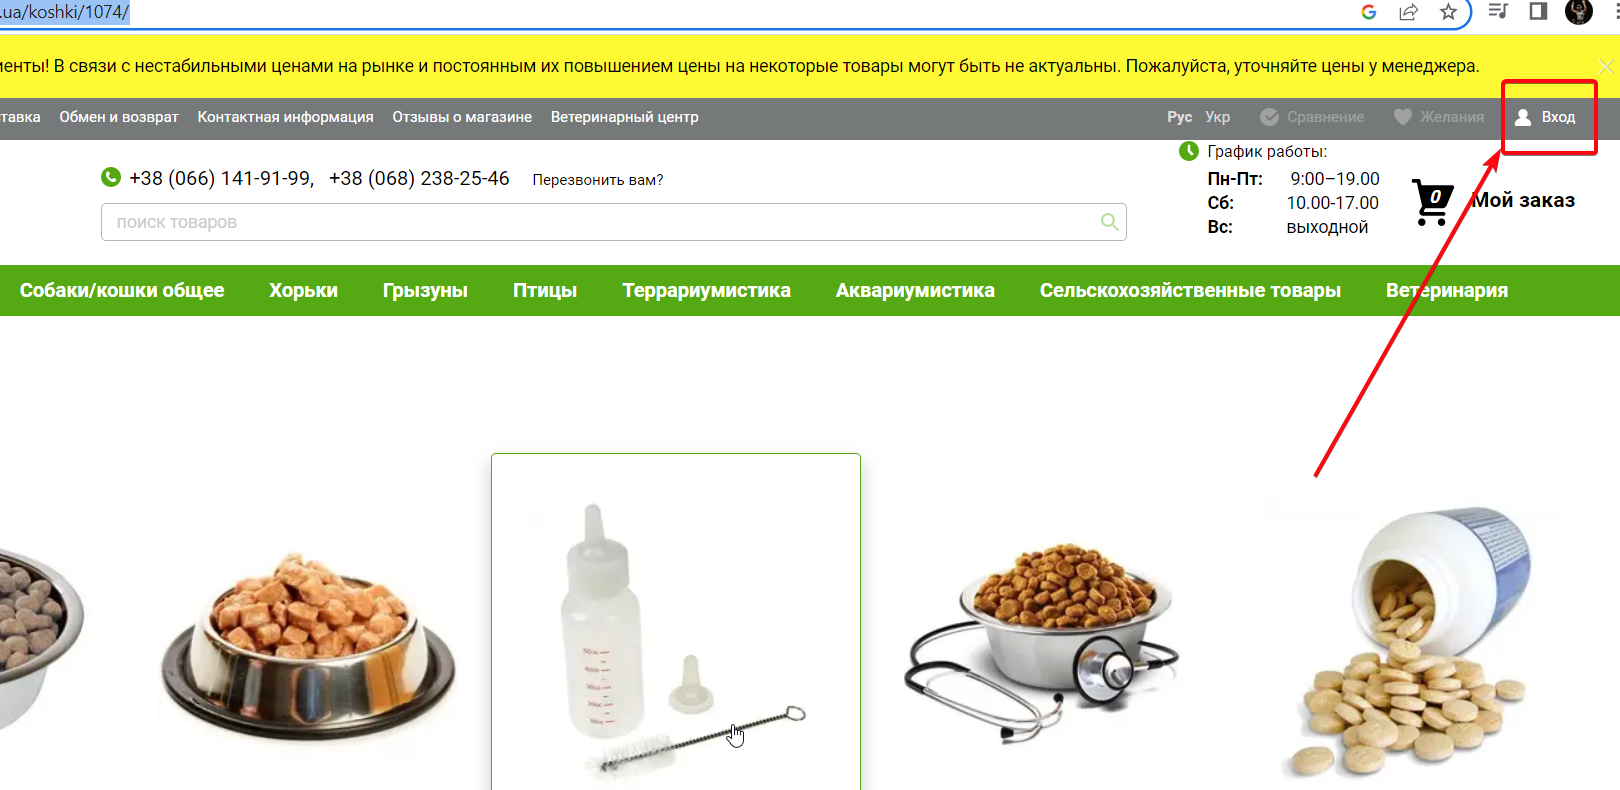 .ua/koshki/1074/
менты! В связи с нестабильными ценами на рынке и постоянным их повышением цены на некоторые товары могут быть не актуальны. Пожалуйста, уточняйте цены у менеджера.
тавка Обмен и возврат Контактная информация Отзывы о магазине Ветеринарный центр Рус Укр Сравнение Желания Вход
График работы:
+38 (066) 141-91-99, +38 (068) 238-25-46 Перезвонить вам?
Пн-Пт: 9:00–19.00
Сб: 10.00-17.00
Вс: выходной
0 Мой заказ
поиск товаров
Собаки/кошки общее Хорьки Грызуны Птицы Террариумистика Аквариумистика Сельскохозяйственные товары Ветеринария